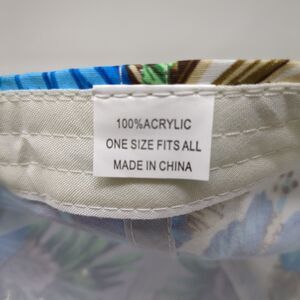 100%ACRYLIC
ONE SIZE FITS ALL
MADE IN CHINA